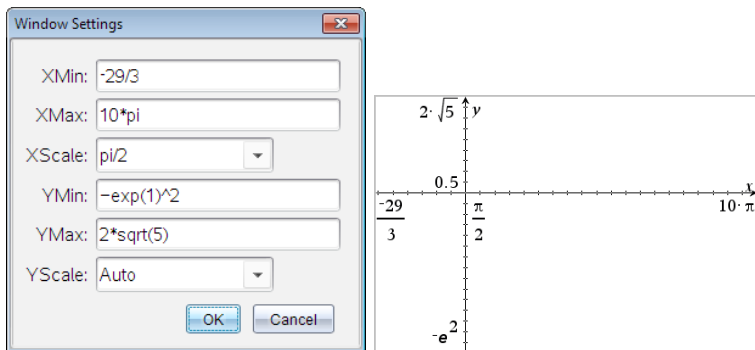 Window Settings
XMin: -29/3
XMax: 10*pi
XScale: pi/2
YMin: −exp(1)^2
YMax: 2*sqrt(5)
YScale: Auto
OK Cancel
2·√5 y
0.5 x
-29/3 π/2 10·π
-e²